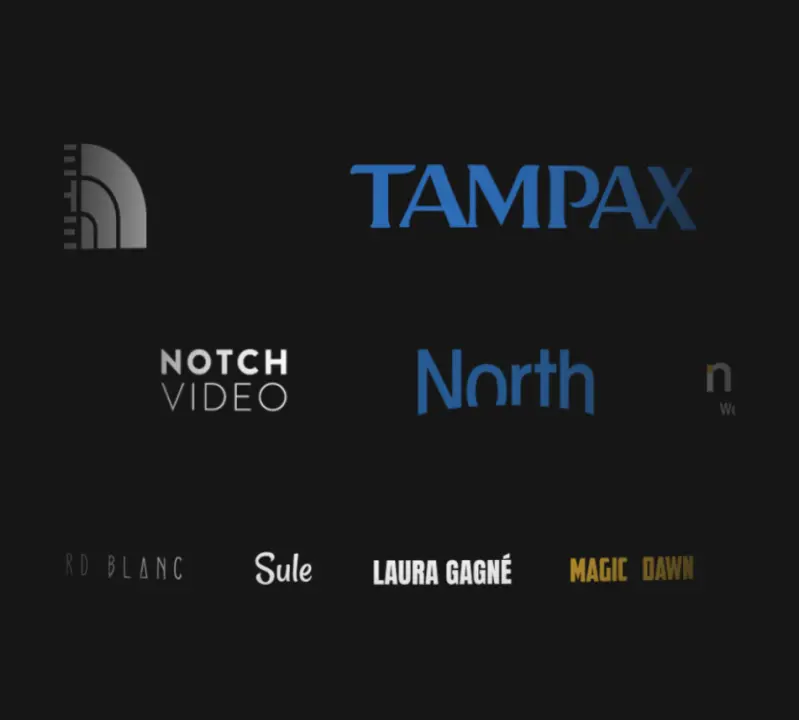 TAMPAX
NOTCH
VIDEO
North
n
RD BLANC
Sule
LAURA GAGNÉ
MAGIC DAWN